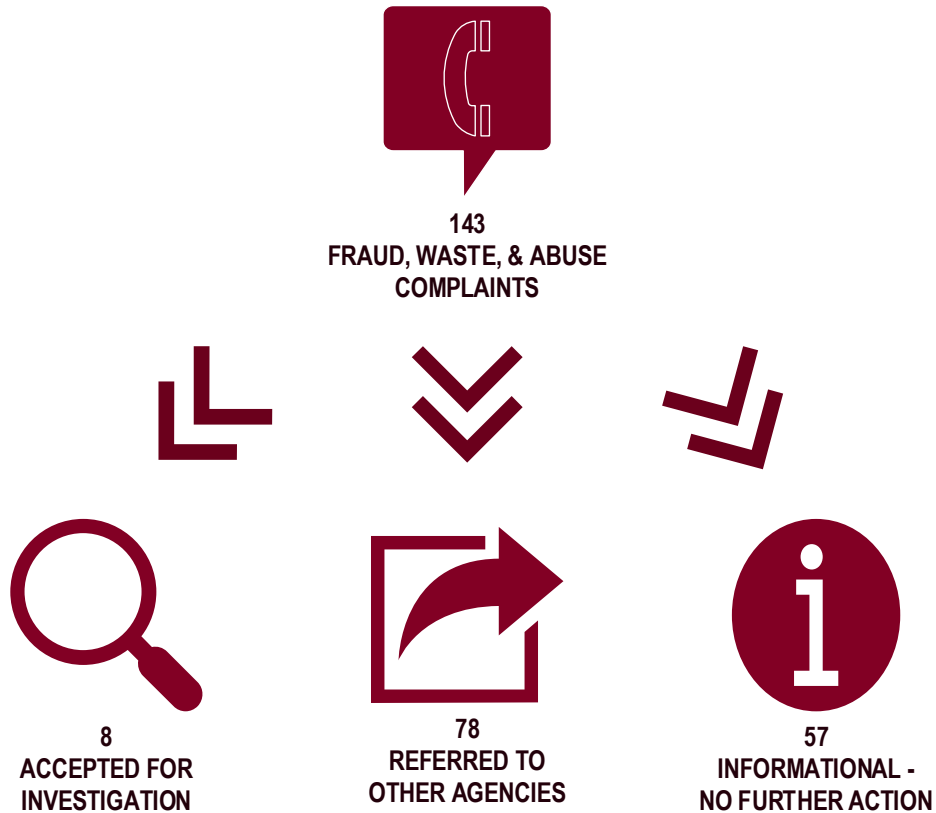 143
FRAUD, WASTE, & ABUSE
COMPLAINTS
8
ACCEPTED FOR
INVESTIGATION
78
REFERRED TO
OTHER AGENCIES
57
INFORMATIONAL -
NO FURTHER ACTION